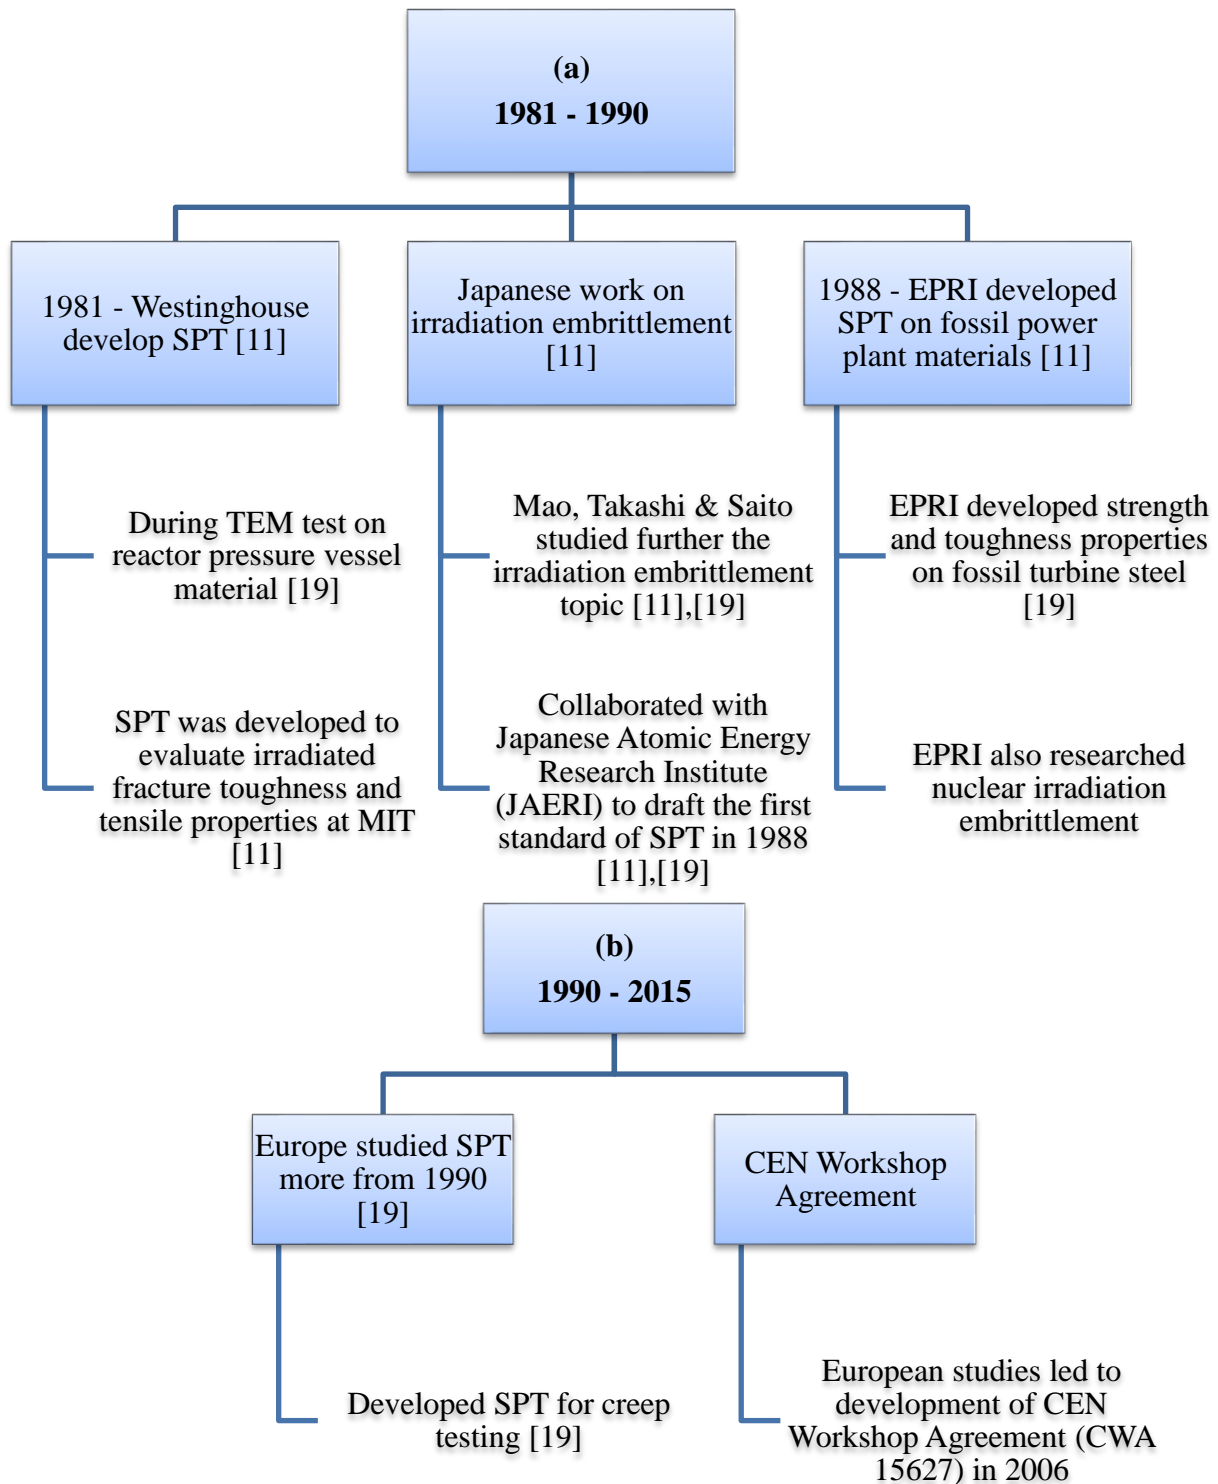 (a)
1981 - 1990
1981 - Westinghouse
develop SPT [11]
During TEM test on
reactor pressure vessel
material [19]
SPT was developed to
evaluate irradiated
fracture toughness and
tensile properties at MIT
[11]
Japanese work on
irradiation embrittlement
[11]
Mao, Takashi & Saito
studied further the
irradiation embrittlement
topic [11],[19]
Collaborated with
Japanese Atomic Energy
Research Institute
(JAERI) to draft the first
standard of SPT in 1988
[11],[19]
1988 - EPRI developed
SPT on fossil power
plant materials [11]
EPRI developed strength
and toughness properties
on fossil turbine steel
[19]
EPRI also researched
nuclear irradiation
embrittlement
(b)
1990 - 2015
Europe studied SPT
more from 1990
[19]
Developed SPT for creep
testing [19]
CEN Workshop
Agreement
European studies led to
development of CEN
Workshop Agreement (CWA
15627) in 2006